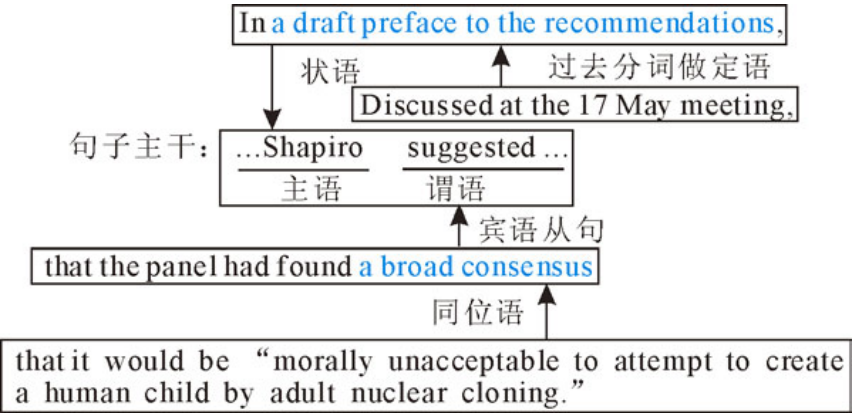 In a draft preface to the recommendations,
状语
过去分词做定语
Discussed at the 17 May meeting,
句子主干：
…Shapiro suggested …
主语 谓语
宾语从句
that the panel had found a broad consensus
同位语
that it would be “morally unacceptable to attempt to create
a human child by adult nuclear cloning.”